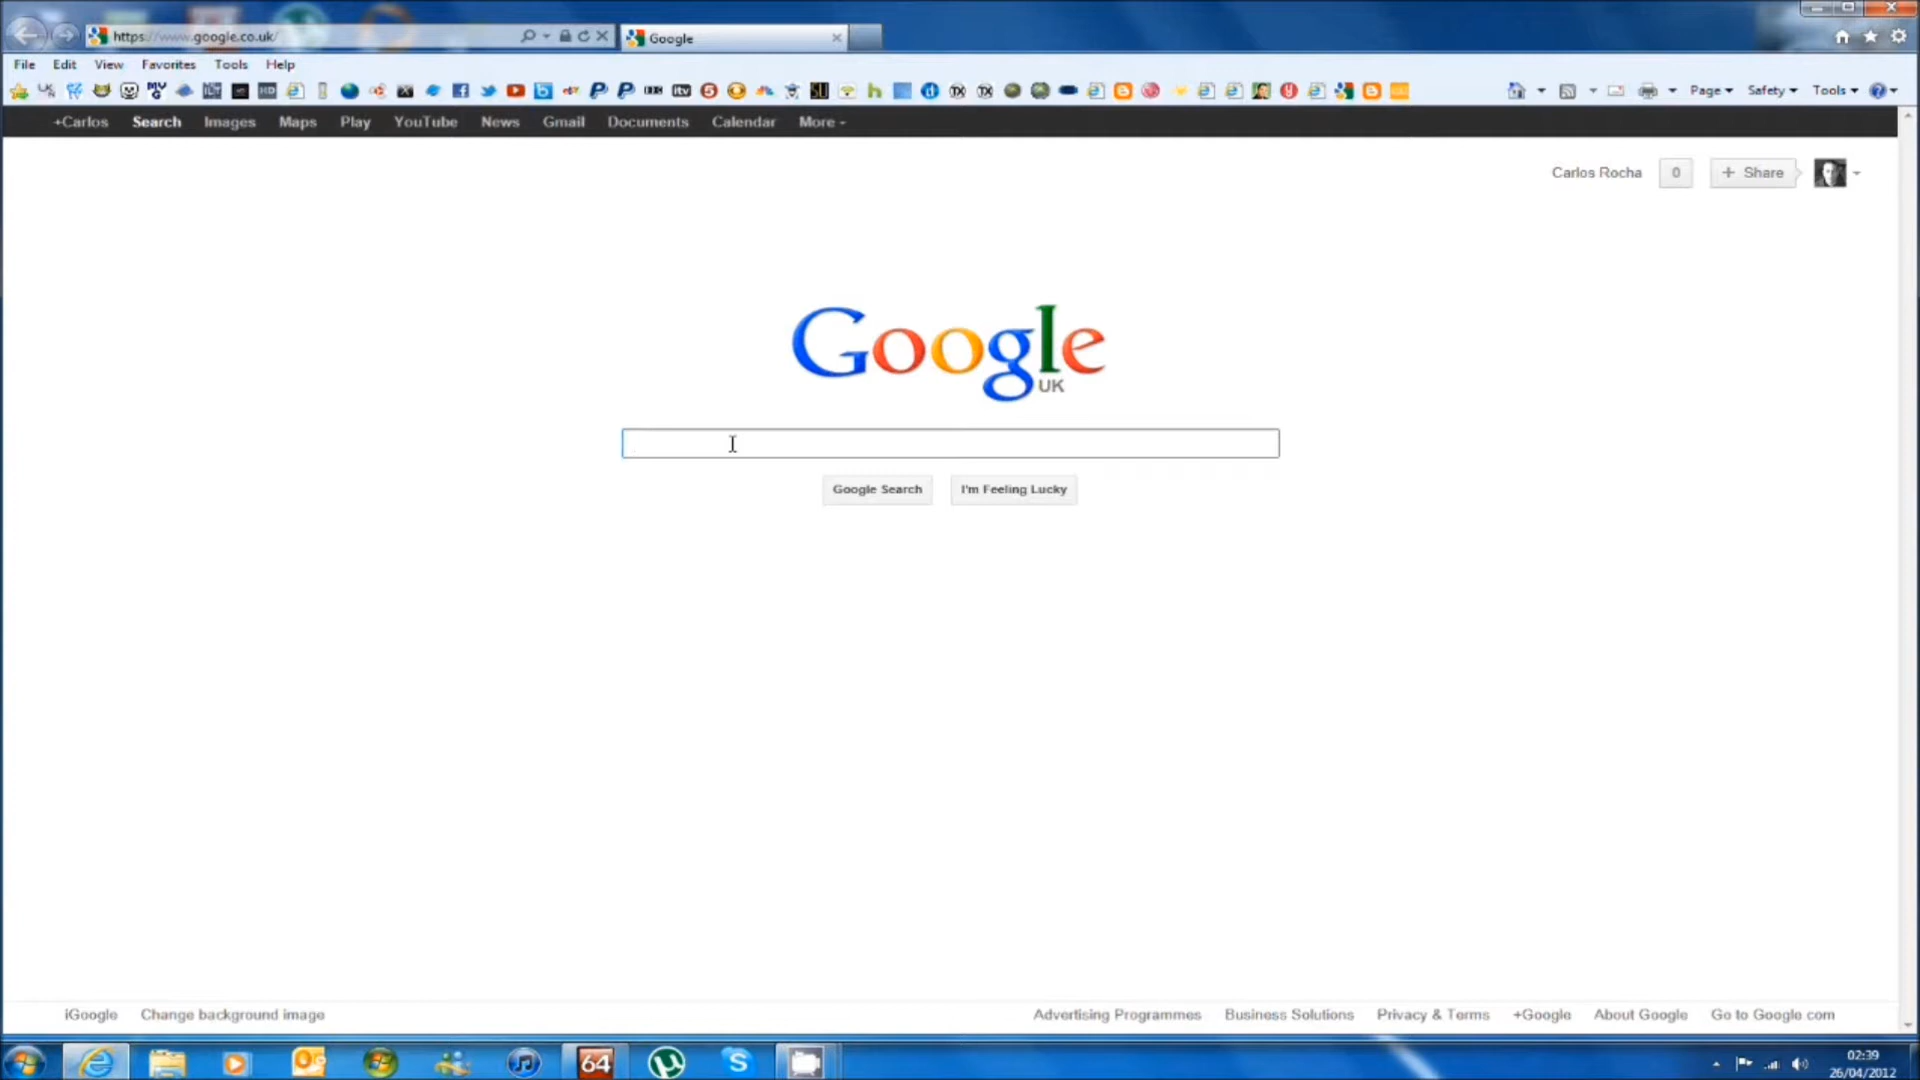 https://www.google.co.uk/
Google
File Edit View Favorites Tools Help
Page Safety Tools
+Carlos Search Images Maps Play YouTube News Gmail Documents Calendar More
Carlos Rocha 0 + Share
Google
UK
Google Search I'm Feeling Lucky
iGoogle Change background image Advertising Programmes Business Solutions Privacy & Terms +Google About Google Go to Google com
64
02:39
26/04/2012